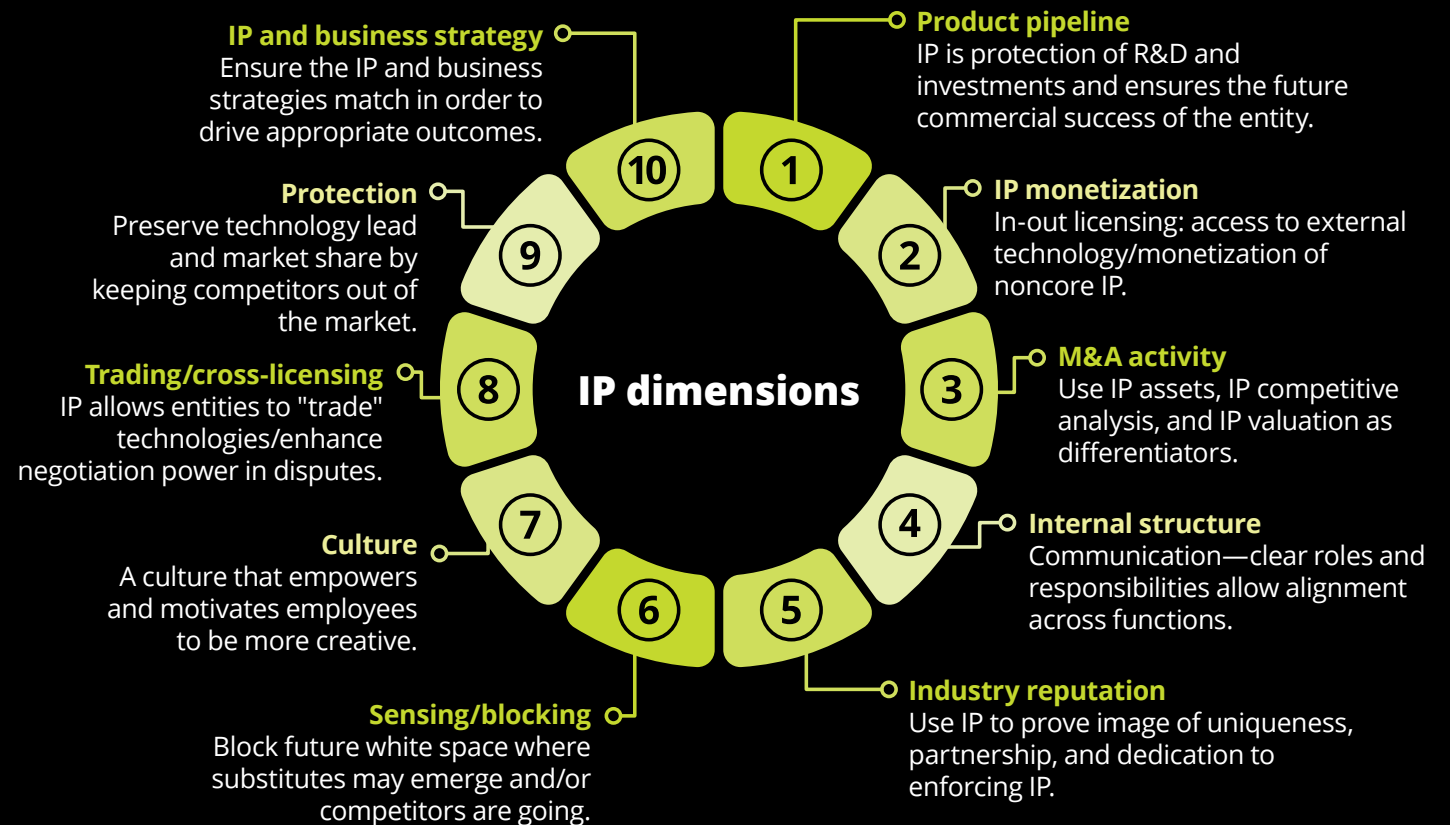 IP dimensions
1
Product pipeline
IP is protection of R&D and
investments and ensures the future
commercial success of the entity.
2
IP monetization
In-out licensing: access to external
technology/monetization of
noncore IP.
3
M&A activity
Use IP assets, IP competitive
analysis, and IP valuation as
differentiators.
4
Internal structure
Communication—clear roles and
responsibilities allow alignment
across functions.
5
Industry reputation
Use IP to prove image of uniqueness,
partnership, and dedication to
enforcing IP.
6
Sensing/blocking
Block future white space where
substitutes may emerge and/or
competitors are going.
7
Culture
A culture that empowers
and motivates employees
to be more creative.
8
Trading/cross-licensing
IP allows entities to "trade"
technologies/enhance
negotiation power in disputes.
9
Protection
Preserve technology lead
and market share by
keeping competitors out of
the market.
10
IP and business strategy
Ensure the IP and business
strategies match in order to
drive appropriate outcomes.